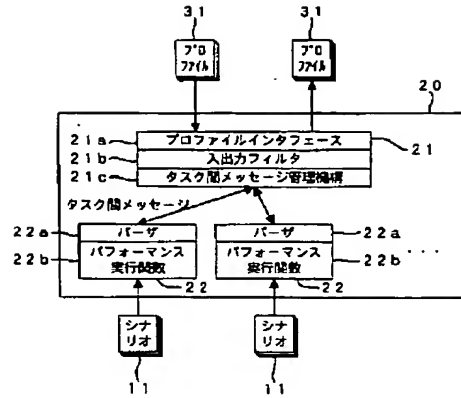 31
31
プロ
ファイル
プロ
ファイル
20
21a
プロファイルインタフェース
21
21b
入出力フィルタ
21c
タスク間メッセージ管理機構
タスク間メッセージ
22a
パーザ
パーザ
22a
22b
パフォーマンス
実行関数
パフォーマンス
実行関数
22b
・・・
22
22
シナ
リオ
シナ
リオ
11
11